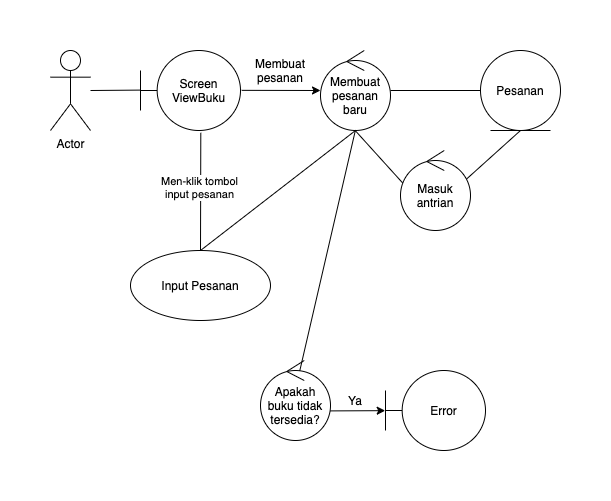 Membuat
pesanan
Screen
ViewBuku
Membuat
pesanan
baru
Pesanan
Actor
Men-klik tombol
input pesanan
Masuk
antrian
Input Pesanan
Apakah
buku tidak
tersedia?
Ya
Error